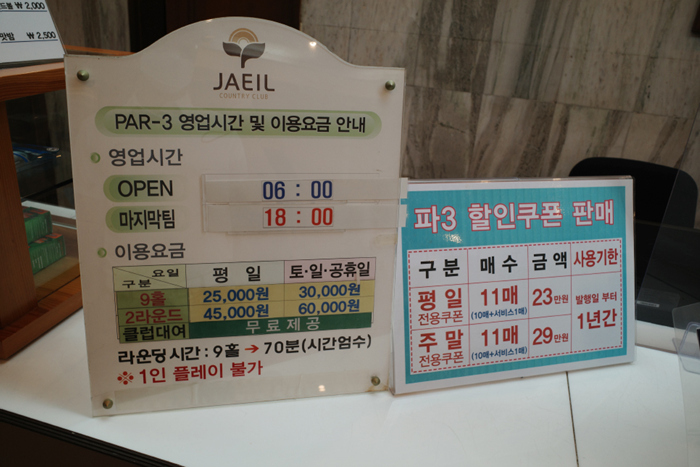 ₩ 2,000
₩ 2,500
JAEIL
COUNTRY CLUB
PAR-3 영업시간 및 이용요금 안내
영업시간
OPEN 06 : 00
마지막팀 18 : 00
이용요금
요일 구분 평 일 토·일·공휴일
9홀 25,000원 30,000원
2라운드 45,000원 60,000원
클럽대여 무료제공
라운딩시간 : 9홀 → 70분(시간엄수)
※ 1인 플레이 불가
파3 할인쿠폰 판매
구 분 매 수 금 액 사용기한
평 일 전용쿠폰 11매 (10매+서비스1매) 23만원 발행일 부터 1년간
주 말 전용쿠폰 11매 (10매+서비스1매) 29만원